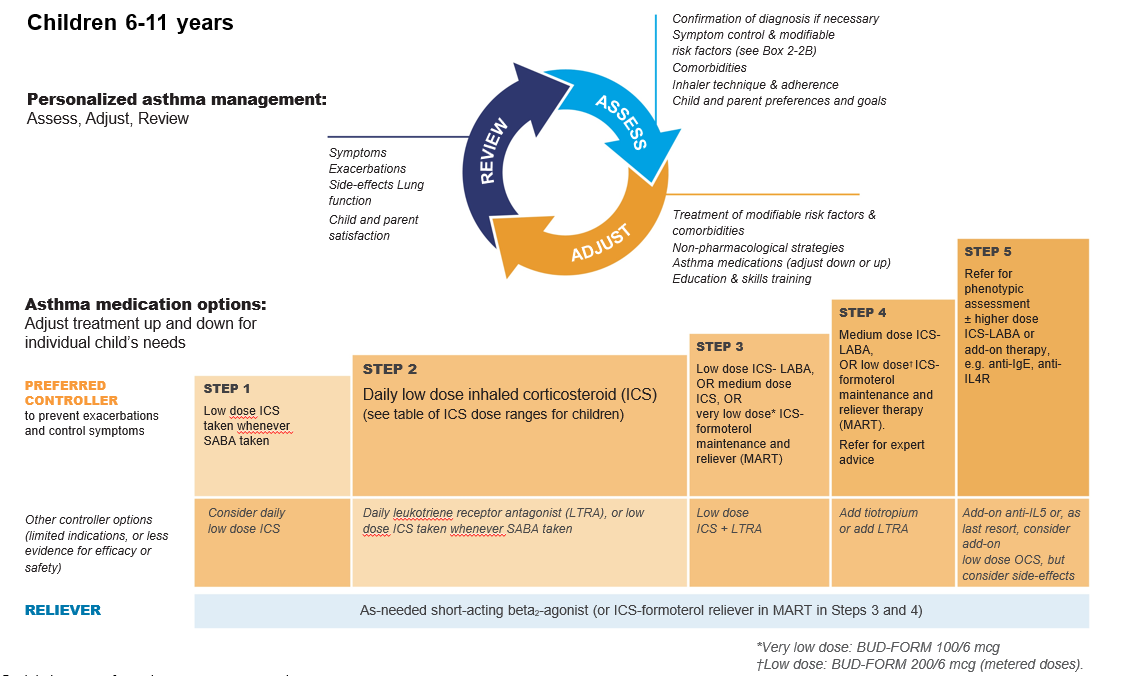 Children 6-11 years
Confirmation of diagnosis if necessary
Symptom control & modifiable
risk factors (see Box 2-2B)
Comorbidities
Inhaler technique & adherence
Child and parent preferences and goals
Personalized asthma management:
Assess, Adjust, Review
REVIEW
ASSESS
ADJUST
Symptoms
Exacerbations
Side-effects Lung
function
Child and parent
satisfaction
Treatment of modifiable risk factors &
comorbidities
Non-pharmacological strategies
Asthma medications (adjust down or up)
Education & skills training
Asthma medication options:
Adjust treatment up and down for
individual child's needs
PREFERRED
CONTROLLER
to prevent exacerbations
and control symptoms
STEP 1
Low dose ICS
taken whenever
SABA taken
STEP 2
Daily low dose inhaled corticosteroid (ICS)
(see table of ICS dose ranges for children)
STEP 3
Low dose ICS- LABA,
OR medium dose
ICS, OR
very low dose* ICS-
formoterol
maintenance and
reliever (MART)
STEP 4
Medium dose ICS-
LABA,
OR low dose† ICS-
formoterol
maintenance and
reliever therapy
(MART).
Refer for expert
advice
STEP 5
Refer for
phenotypic
assessment
± higher dose
ICS-LABA or
add-on therapy,
e.g. anti-IgE, anti-
IL4R
Other controller options
(limited indications, or less
evidence for efficacy or
safety)
Consider daily
low dose ICS
Daily leukotriene receptor antagonist (LTRA), or low
dose ICS taken whenever SABA taken
Low dose
ICS + LTRA
Add tiotropium
or add LTRA
Add-on anti-IL5 or, as
last resort, consider
add-on
low dose OCS, but
consider side-effects
RELIEVER
As-needed short-acting beta₂-agonist (or ICS-formoterol reliever in MART in Steps 3 and 4)
*Very low dose: BUD-FORM 100/6 mcg
†Low dose: BUD-FORM 200/6 mcg (metered doses).